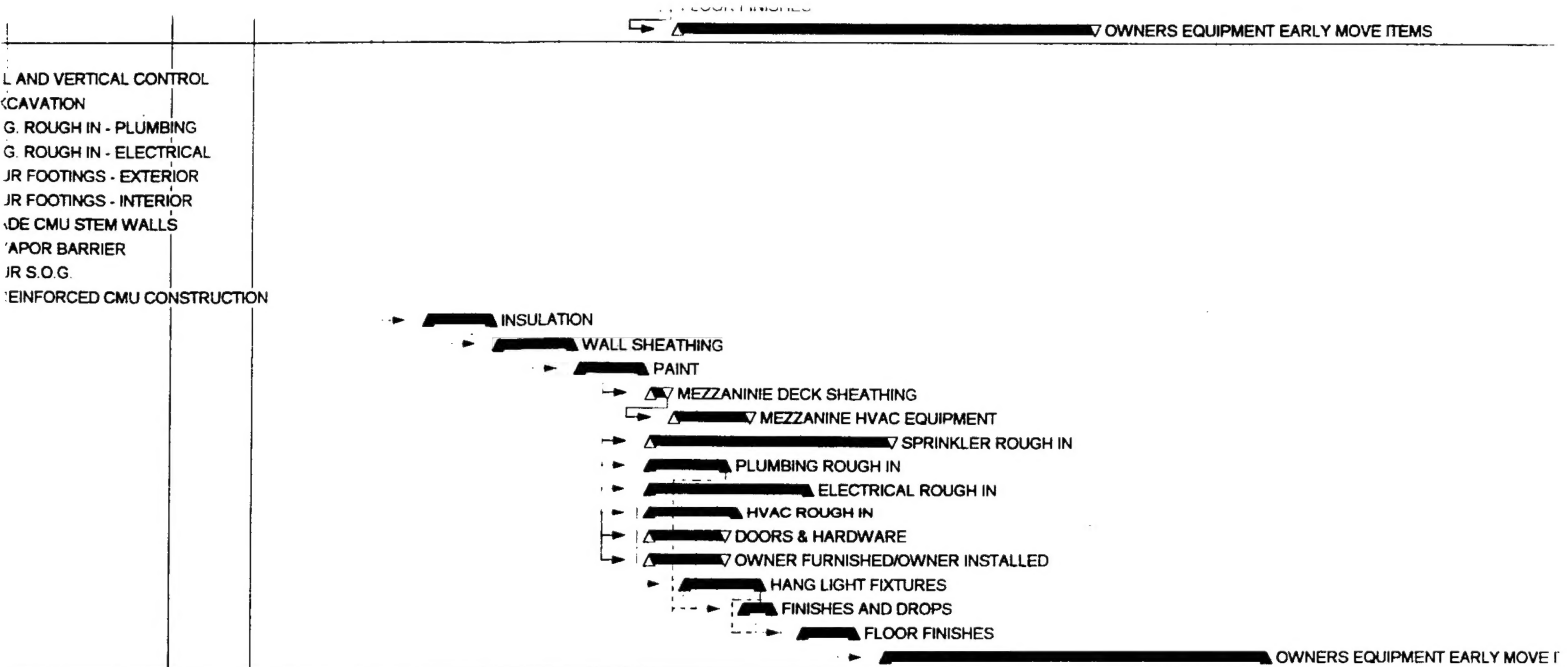 FLOOR FINISHES
OWNERS EQUIPMENT EARLY MOVE ITEMS
L AND VERTICAL CONTROL
CAVATION
G. ROUGH IN - PLUMBING
G. ROUGH IN - ELECTRICAL
JR FOOTINGS - EXTERIOR
JR FOOTINGS - INTERIOR
DE CMU STEM WALLS
APOR BARRIER
JR S.O.G.
EINFORCED CMU CONSTRUCTION
INSULATION
WALL SHEATHING
PAINT
MEZZANINIE DECK SHEATHING
MEZZANINE HVAC EQUIPMENT
SPRINKLER ROUGH IN
PLUMBING ROUGH IN
ELECTRICAL ROUGH IN
HVAC ROUGH IN
DOORS & HARDWARE
OWNER FURNISHED/OWNER INSTALLED
HANG LIGHT FIXTURES
FINISHES AND DROPS
FLOOR FINISHES
OWNERS EQUIPMENT EARLY MOVE I